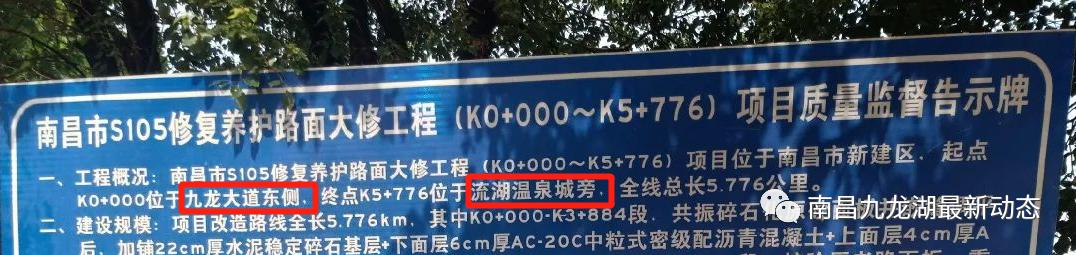 南昌市S105修复养护路面大修工程（K0+000～K5+776）项目质量监督告示牌
一、工程概况：南昌市S105修复养护路面大修工程（K0+000～K5+776）项目位于南昌市新建区，起点
K0+000位于九龙大道东侧，终点K5+776位于流湖温泉城旁，全线总长5.776公里。
二、建设规模：项目改造路线全长5.776km，其中K0+000-K3+884段，共振碎石
南昌九龙湖最新动态
后，加铺22cm厚水泥稳定碎石基层+下面层6cm厚AC-20C中粒式密级配沥青混凝土+上面层4cm厚A